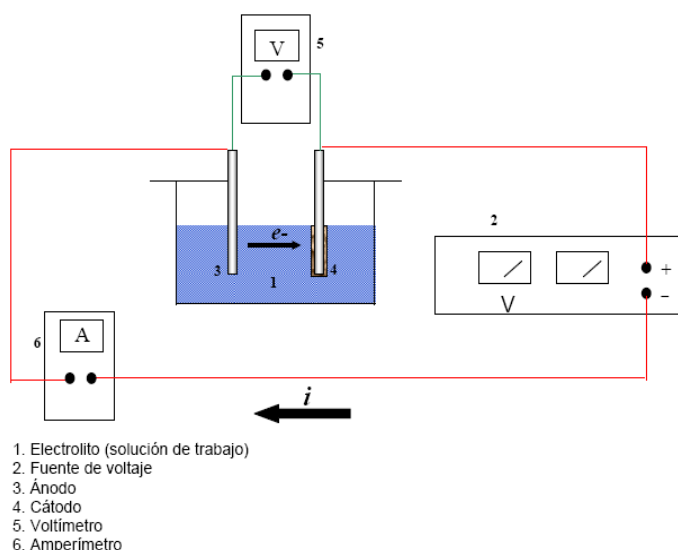 V
5
2
e-
3
4
1
+
−
V
6
A
i
1. Electrolito (solución de trabajo)
2. Fuente de voltaje
3. Ánodo
4. Cátodo
5. Voltímetro
6. Amperímetro